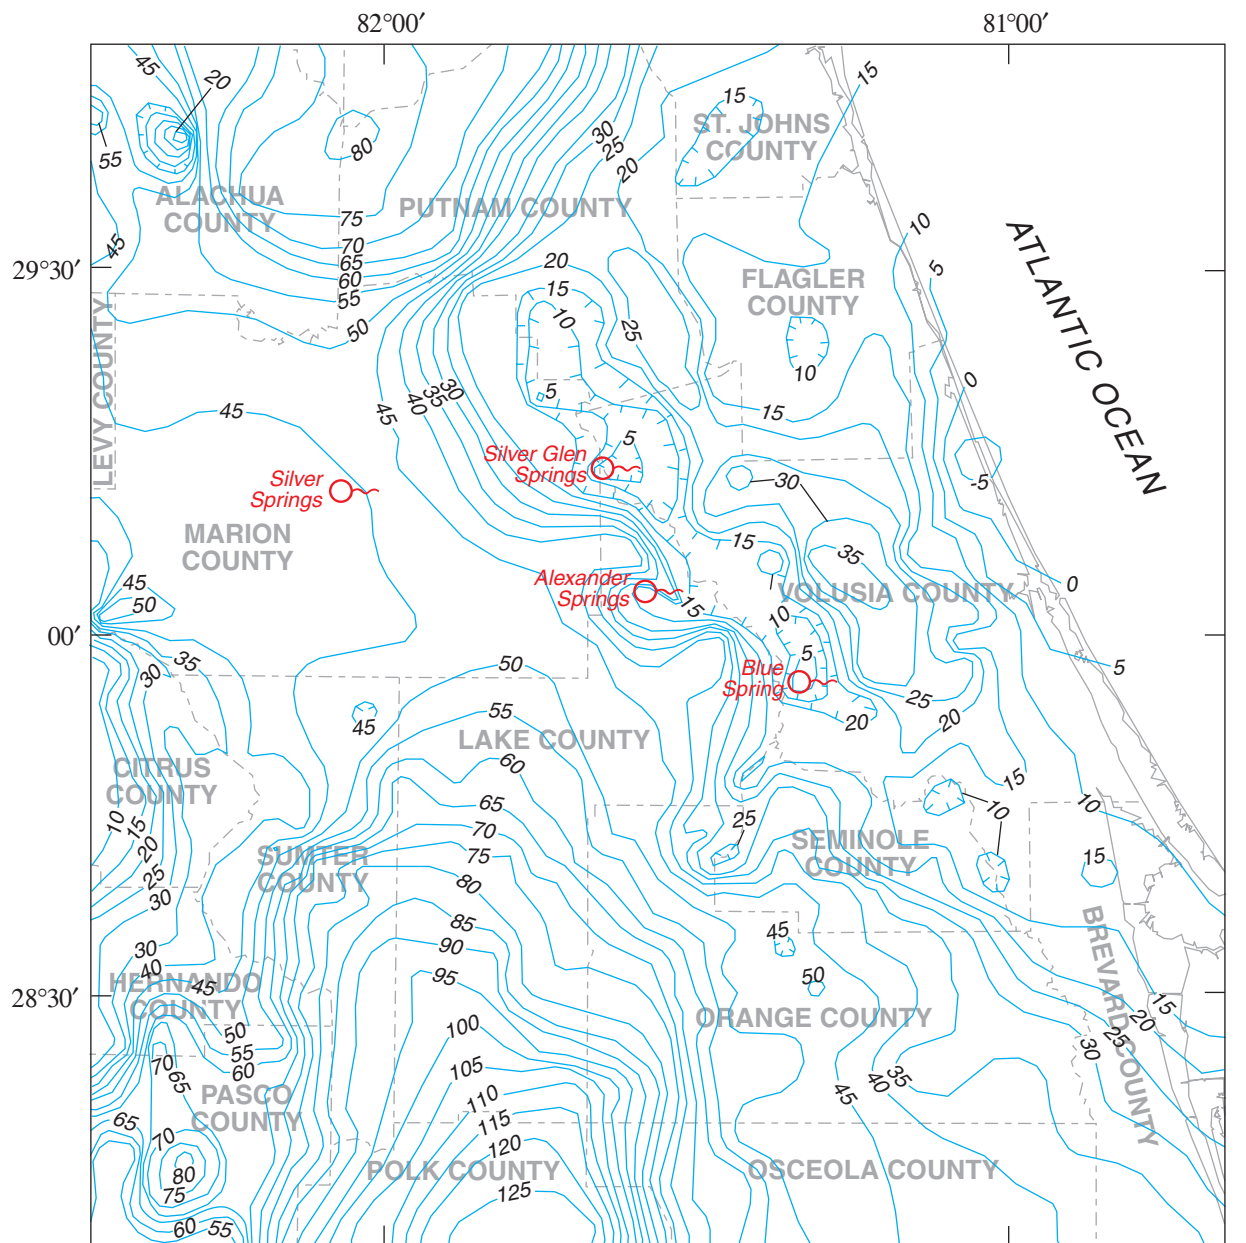 82°00′
81°00′
45
20
15
15
55
80
30
25
20
ST. JOHNS
COUNTY
ALACHUA
COUNTY
PUTNAM COUNTY
75
70
65
60
55
50
45
10
5
ATLANTIC OCEAN
29°30′
20
15
10
25
FLAGLER
COUNTY
10
LEVY COUNTY
45
45
40
35
30
5
15
0
5
Silver Glen
Springs
Silver
Springs
30
-5
MARION
COUNTY
15
35
45
50
Alexander
Springs
15
VOLUSIA COUNTY
0
10
00′
35
30
50
5
Blue
Spring
5
25
20
20
45
55
LAKE COUNTY
60
CITRUS
COUNTY
65
15
10
10
10
15
20
25
30
70
75
80
25
SUMTER
COUNTY
SEMINOLE
COUNTY
15
85
90
95
45
50
BREVARD COUNTY
30
40
45
HERNANDO
COUNTY
28°30′
ORANGE COUNTY
15
20
25
30
50
55
60
100
105
110
115
120
125
70
65
PASCO
COUNTY
35
40
45
65
70
80
75
60
55
POLK COUNTY
OSCEOLA COUNTY